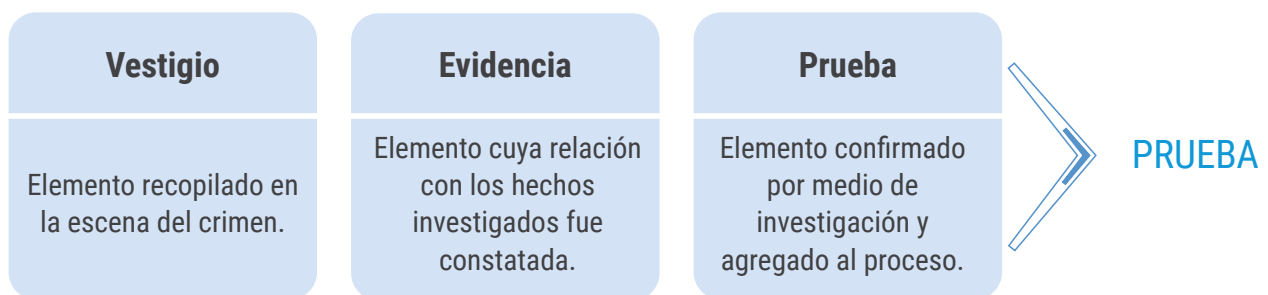 Vestigio
Elemento recopilado en
la escena del crimen.
Evidencia
Elemento cuya relación
con los hechos
investigados fue
constatada.
Prueba
Elemento confirmado
por medio de
investigación y
agregado al proceso.
PRUEBA